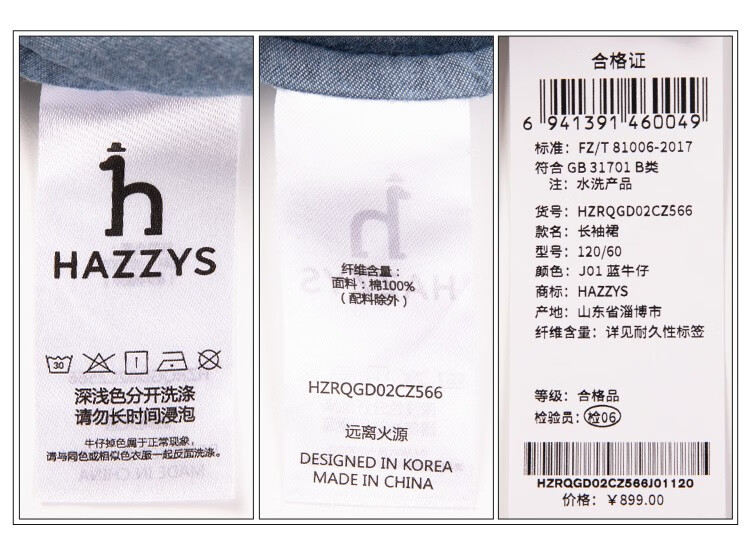 HAZZYS
30
深浅色分开洗涤
请勿长时间浸泡
牛仔掉色属于正常现象，
请与同色或相似色衣服一起反面洗涤。
纤维含量：
面料：棉100%
（配料除外）
HZRQGD02CZ566
远离火源
DESIGNED IN KOREA
MADE IN CHINA
合格证
6 941391 460049
标准：FZ/T 81006-2017
符合 GB 31701 B类
注：水洗产品
货号：HZRQGD02CZ566
款名：长袖裙
型号：120/60
颜色：J01 蓝牛仔
商标：HAZZYS
产地：山东省淄博市
纤维含量：详见耐久性标签
等级：合格品
检验员：检06
HZRQGD02CZ566J01120
价格：￥899.00